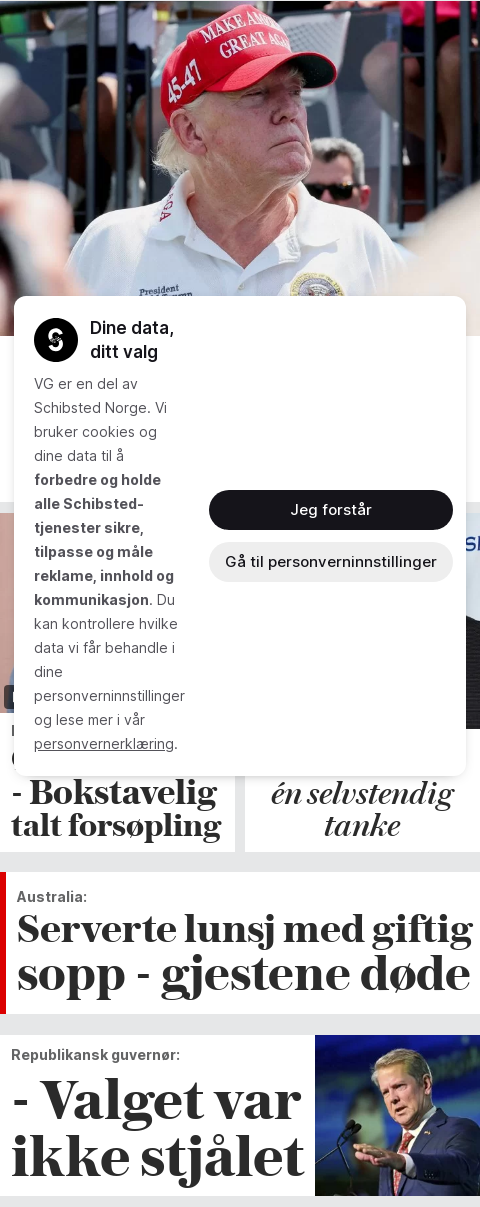 MAKE AMERICA
GREAT AGAIN
45-47
President
Dine data,
ditt valg
VG er en del av
Schibsted Norge. Vi
bruker cookies og
dine data til å
forbedre og holde
alle Schibsted-
tjenester sikre,
tilpasse og måle
reklame, innhold og
kommunikasjon. Du
kan kontrollere hvilke
data vi får behandle i
dine
personverninnstillinger
og lese mer i vår
personvernerklæring.
Jeg forstår
Gå til personverninnstillinger
- Bokstavelig
talt forsøpling
én selvstendig
tanke
Australia:
Serverte lunsj med giftig
sopp - gjestene døde
Republikansk guvernør:
- Valget var
ikke stjålet